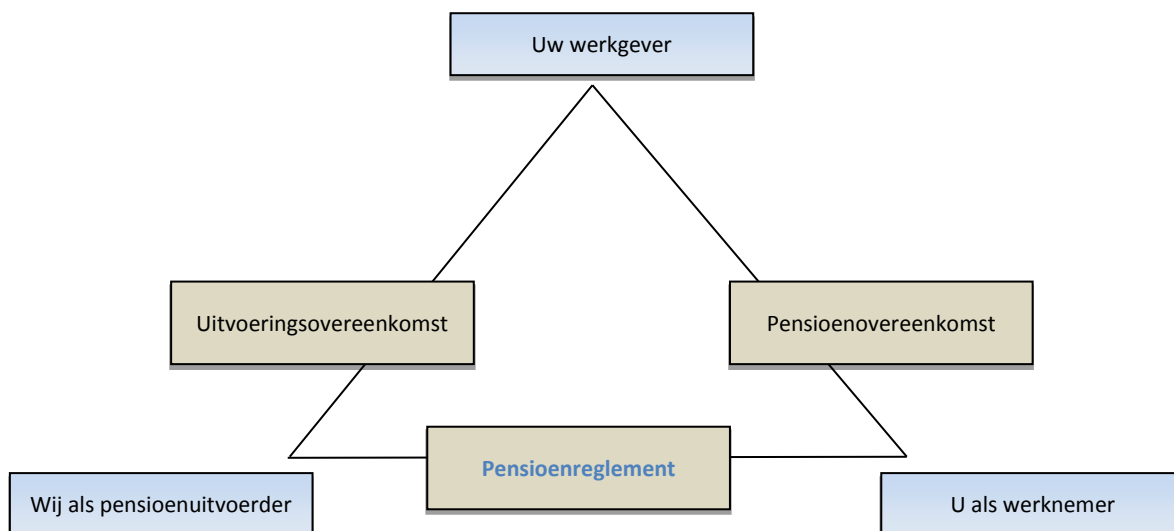 Uw werkgever
Uitvoeringsovereenkomst
Pensioenovereenkomst
Pensioenreglement
Wij als pensioenuitvoerder
U als werknemer